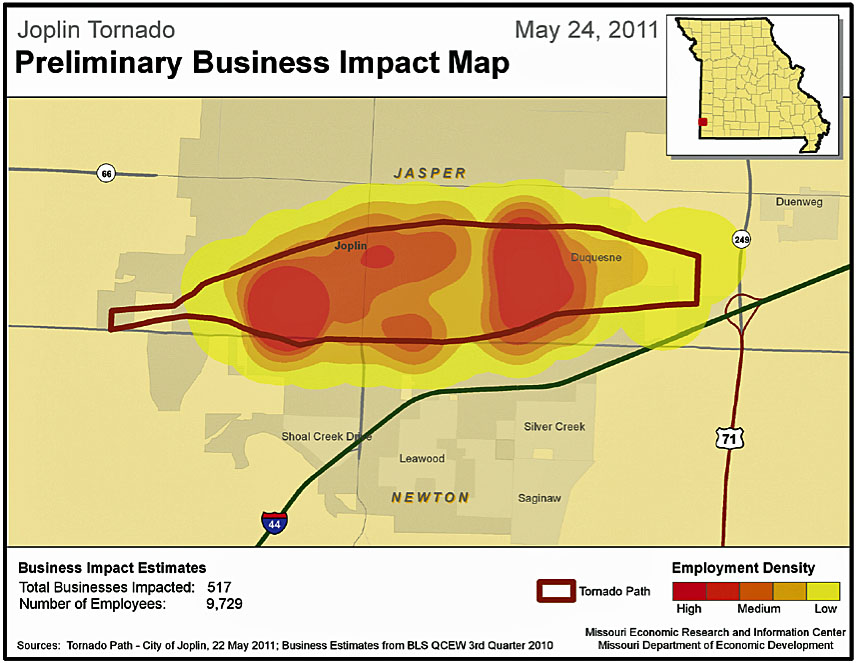 Joplin Tornado
May 24, 2011
Preliminary Business Impact Map
JASPER
66
Duenweg
249
Joplin
Duquesne
Shoal Creek Drive
Silver Creek
71
Leawood
NEWTON
Saginaw
44
Business Impact Estimates
Total Businesses Impacted: 517
Number of Employees: 9,729
Tornado Path
Employment Density
High Medium Low
Missouri Economic Research and Information Center
Sources: Tornado Path - City of Joplin, 22 May 2011; Business Estimates from BLS QCEW 3rd Quarter 2010
Missouri Department of Economic Development